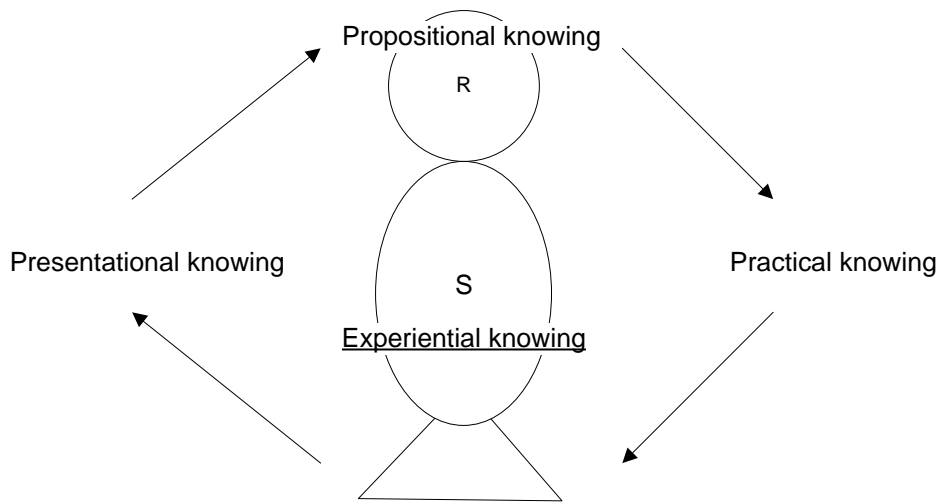 Propositional knowing
R
Presentational knowing
Practical knowing
S
Experiential knowing